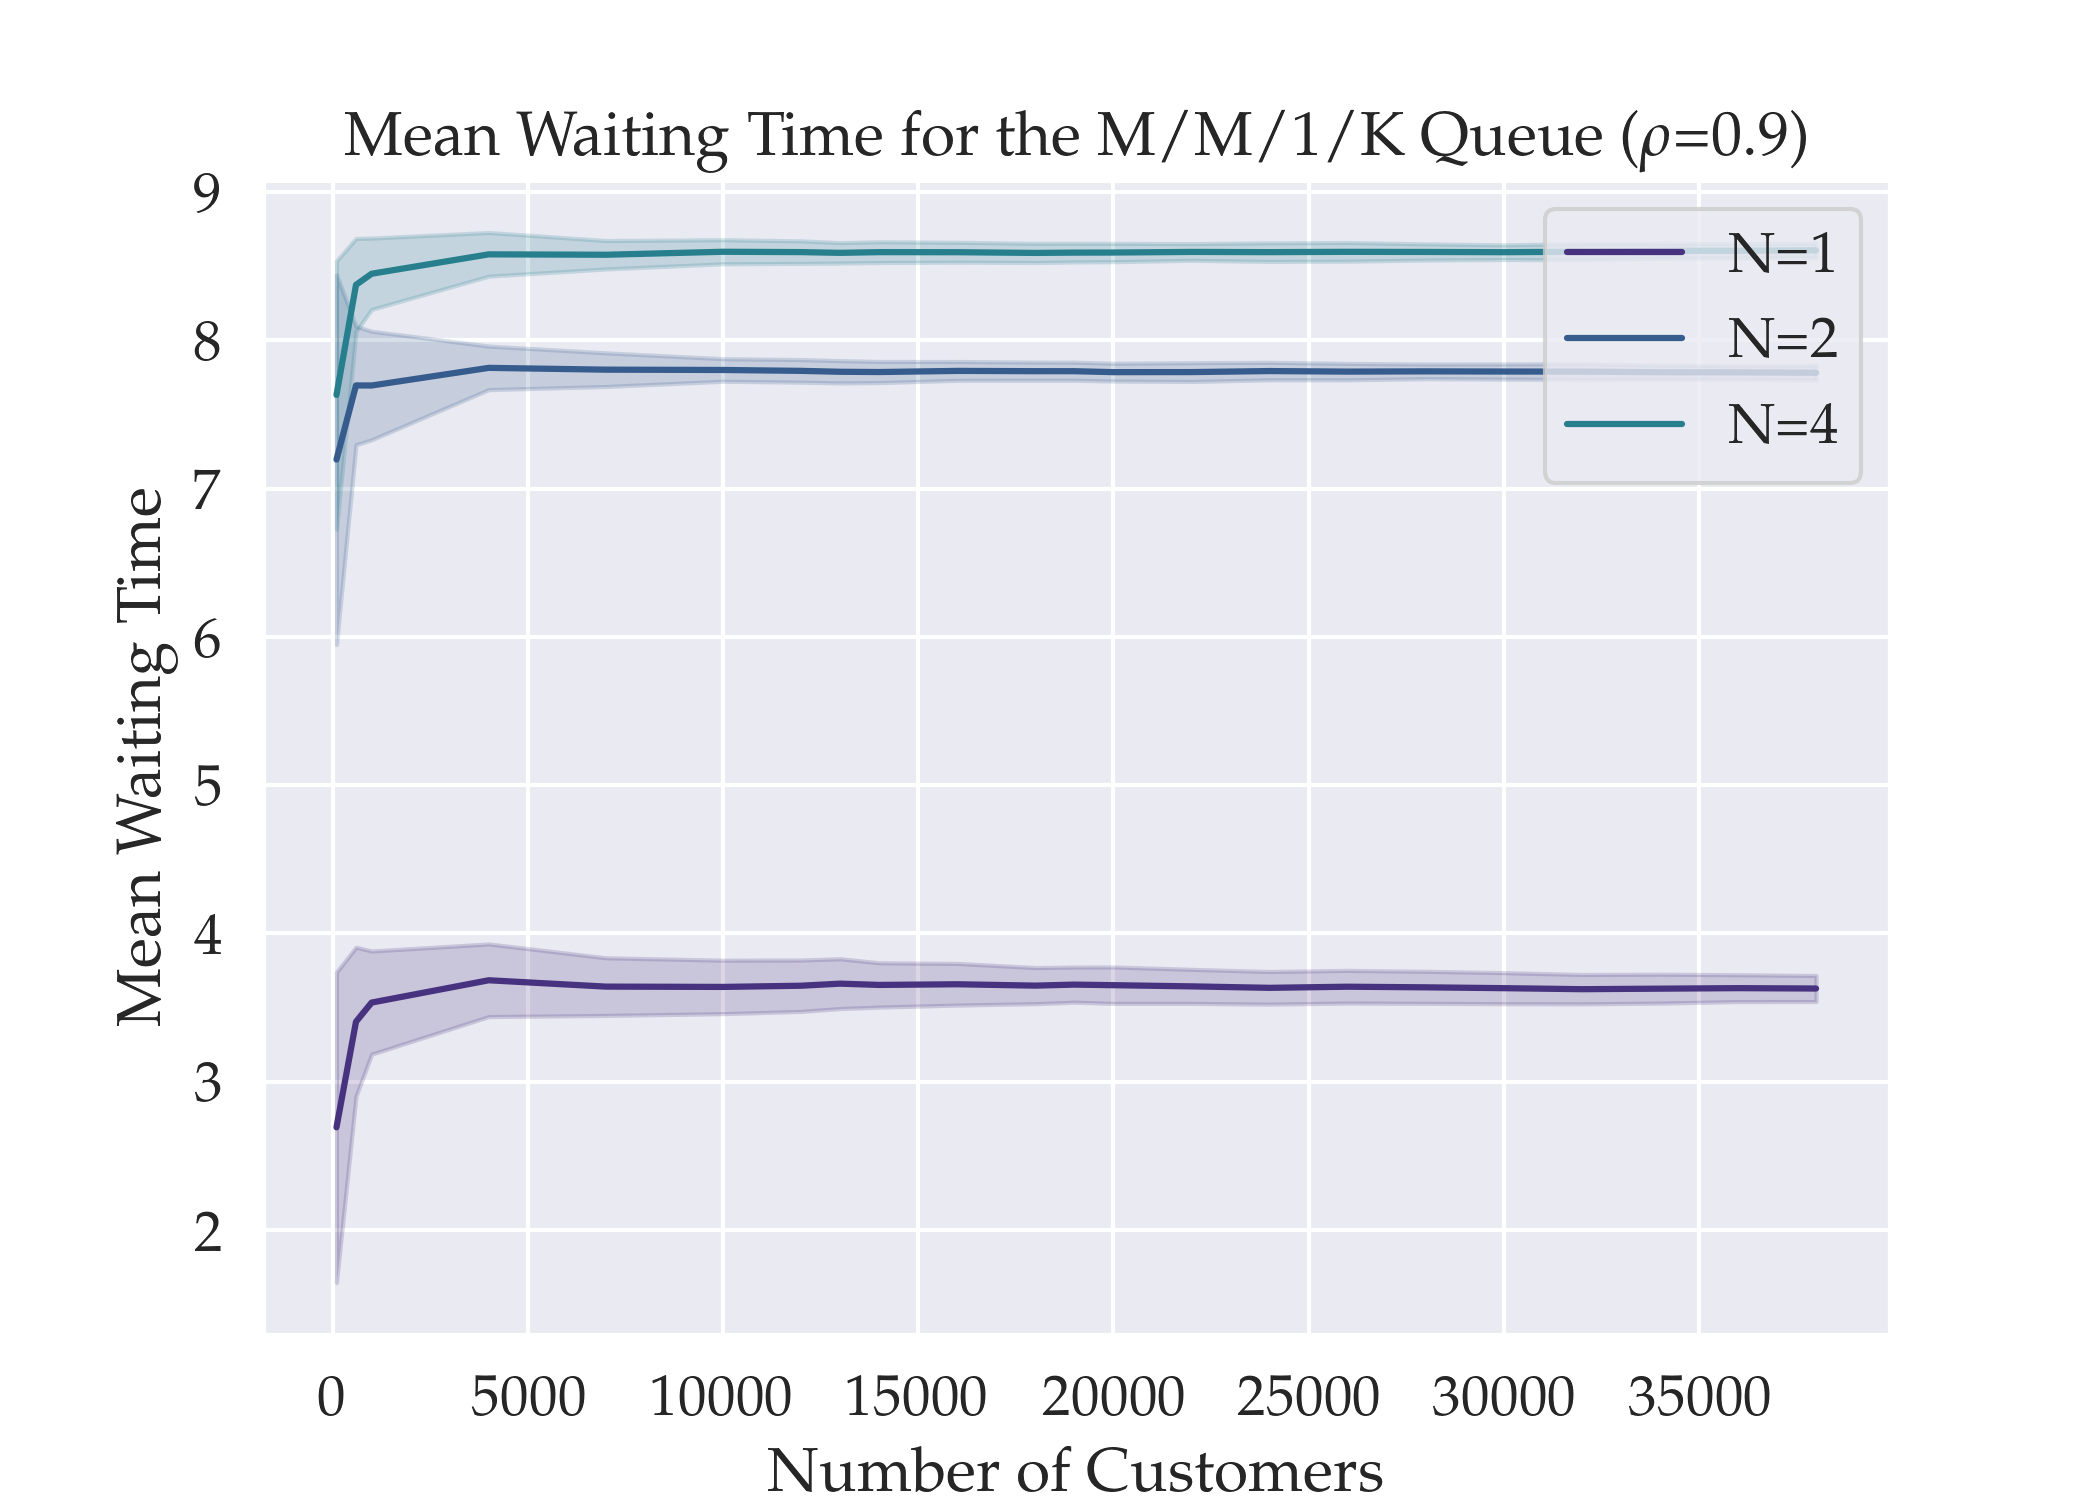 Mean Waiting Time for the M/M/1/K Queue (ρ=0.9)
9
8
7
6
5
4
3
2
Mean Waiting Time
N=1
N=2
N=4
0 5000 10000 15000 20000 25000 30000 35000
Number of Customers